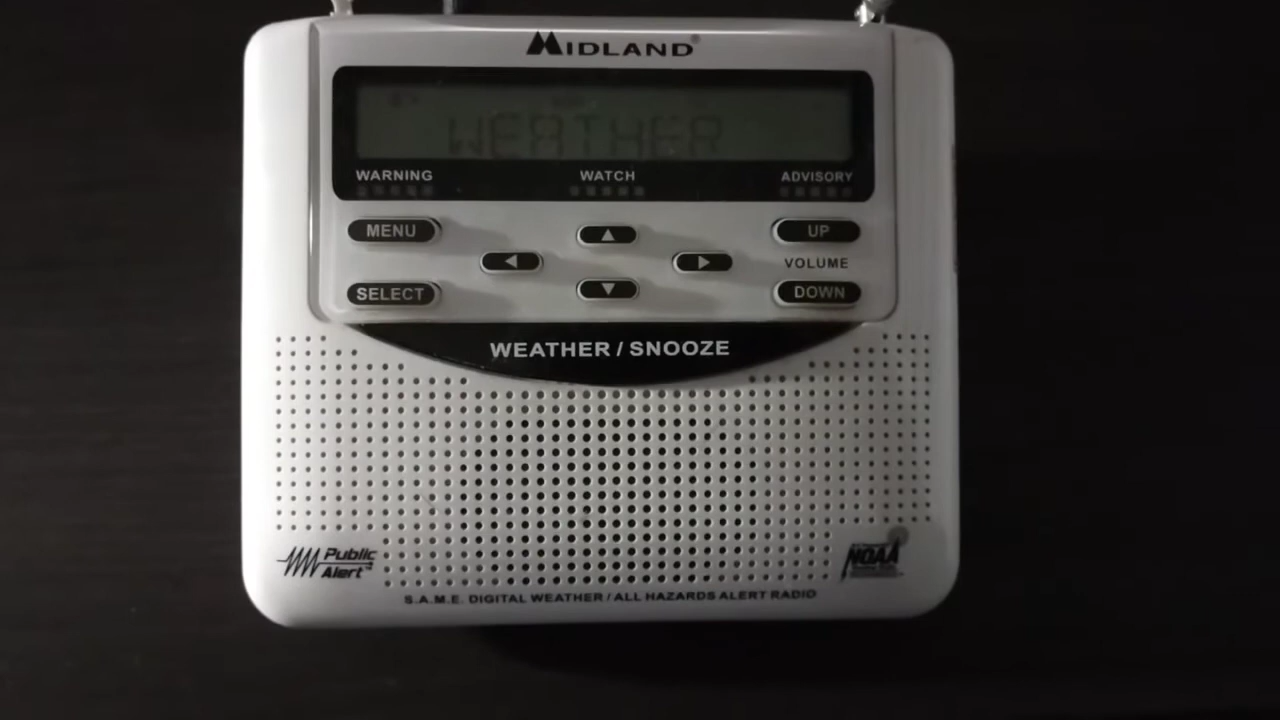 MIDLAND®
WEATHER
WARNING WATCH ADVISORY
MENU UP
VOLUME
SELECT DOWN
WEATHER / SNOOZE
Public Alert™
NOAA
S.A.M.E. DIGITAL WEATHER / ALL HAZARDS ALERT RADIO